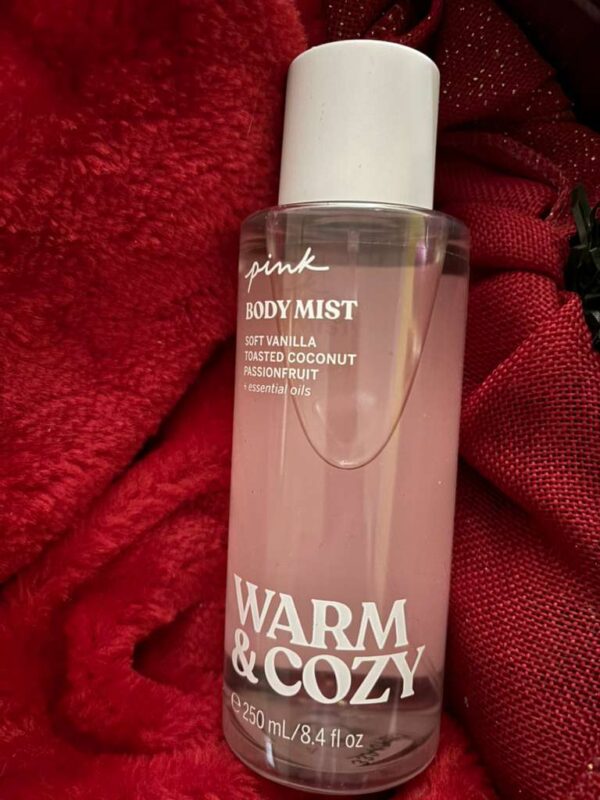 pink
BODY MIST
SOFT VANILLA
TOASTED COCONUT
PASSIONFRUIT
+ essential oils
WARM
& COZY
℮ 250 mL/8.4 fl oz